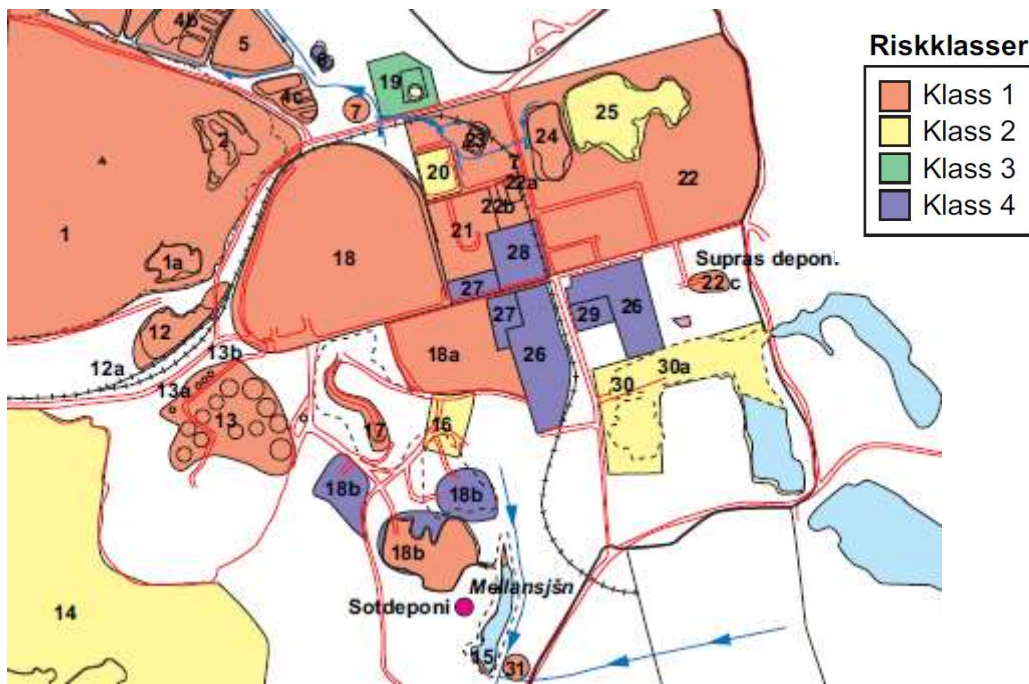 Riskklasser
Klass 1
Klass 2
Klass 3
Klass 4
4b
5
4c
7
19
2
23
24
25
20
22a
22b
22
21
1
18
28
1a
27
Supras deponi.
22c
12
27
26
29
26
13b
12a
18a
30
30a
13a
13
17
16
18b
18b
18b
Mellansjšn
Sotdeponi
14
15
31